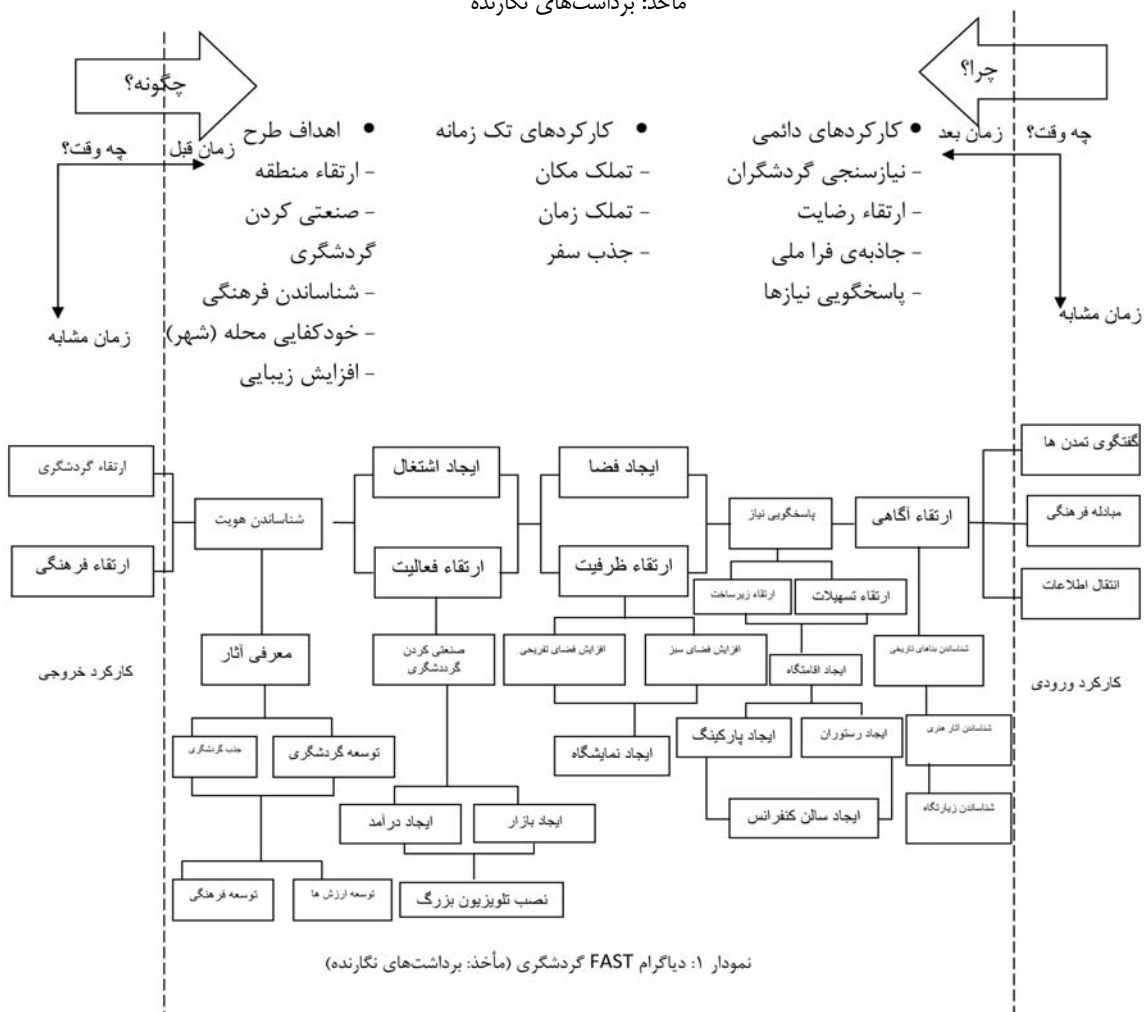 مأخذ: برداشت‌های نگارنده
چرا؟
چگونه؟
چه وقت؟
زمان بعد
زمان مشابه
• کارکردهای دائمی
- نیازسنجی گردشگران
- ارتقاء رضایت
- جاذبه‌ی فرا ملی
- پاسخگویی نیازها
• کارکردهای تک زمانه
- تملک مکان
- تملک زمان
- جذب سفر
• اهداف طرح
- ارتقاء منطقه
- صنعتی کردن
گردشگری
- شناساندن فرهنگی
- خودکفایی محله (شهر)
- افزایش زیبایی
زمان قبل
چه وقت؟
زمان مشابه
گفتگوی تمدن ها
مبادله فرهنگی
انتقال اطلاعات
کارکرد ورودی
ارتقاء آگاهی
شناساندن بناهای تاریخی
شناساندن آثار هنری
شناساندن زیارتگاه
پاسخگویی نیاز
ارتقاء تسهیلات
ارتقاء زیرساخت
ایجاد اقامتگاه
ایجاد رستوران
ایجاد پارکینگ
ایجاد سالن کنفرانس
ایجاد فضا
ارتقاء ظرفیت
افزایش فضای سبز
افزایش فضای تفریحی
ایجاد نمایشگاه
ایجاد اشتغال
ارتقاء فعالیت
صنعتی کردن
گرددشگری
ایجاد بازار
ایجاد درآمد
نصب تلویزیون بزرگ
شناساندن هویت
معرفی آثار
توسعه گردشگری
جذب گردشگری
توسعه ارزش ها
توسعه فرهنگی
ارتقاء گردشگری
ارتقاء فرهنگی
کارکرد خروجی
نمودار ۱: دیاگرام FAST گردشگری (مأخذ: برداشت‌های نگارنده)